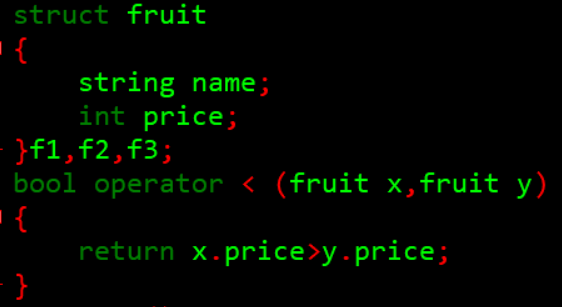 struct fruit
{
    string name;
    int price;
}f1,f2,f3;
bool operator < (fruit x,fruit y)
{
    return x.price>y.price;
}